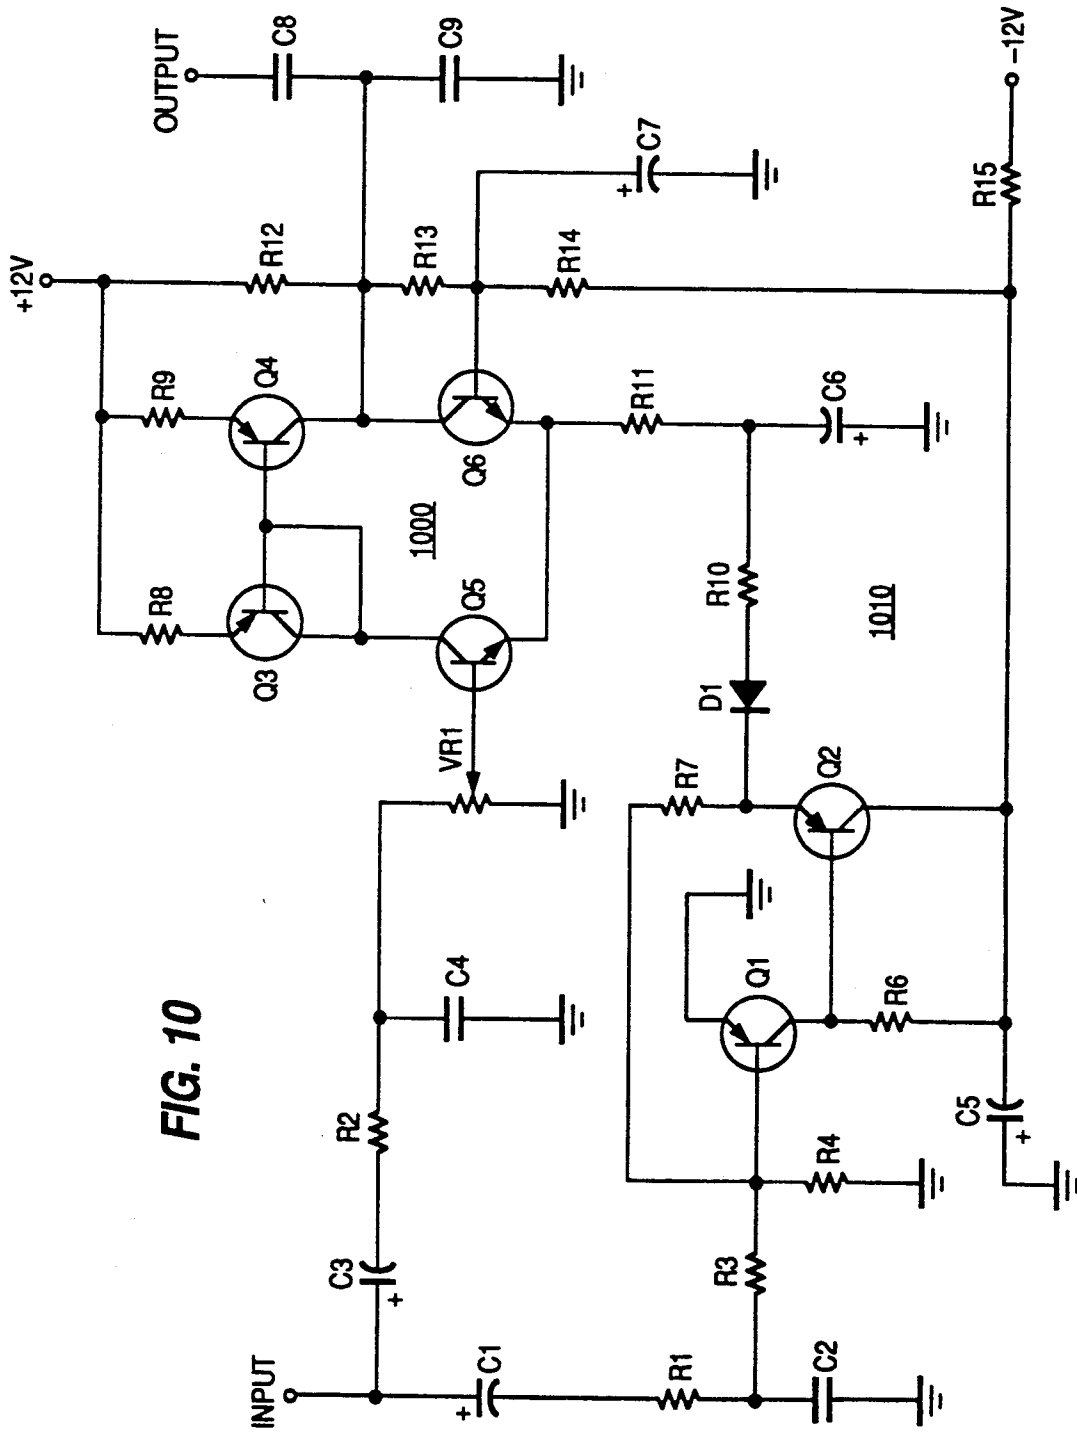 FIG. 10
INPUT
C3
+
R2
C4
VR1
C1
+
R1
C2
R3
R4
Q1
R6
C5
+
Q2
R7
D1
R10
1010
R8
Q3
Q5
1000
R9
Q4
Q6
R11
C6
+
+12V
R12
R13
R14
C7
+
OUTPUT
C8
C9
R15
-12V